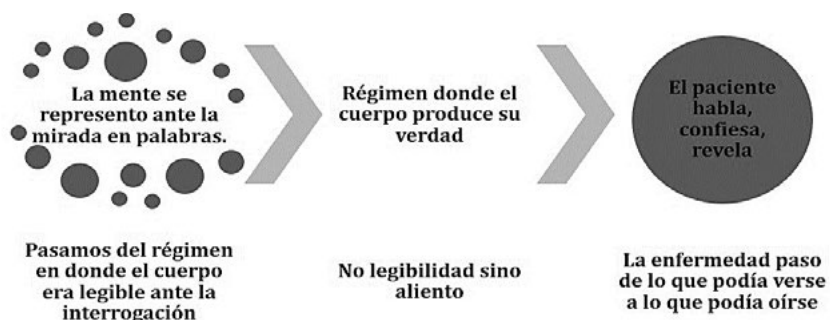 La mente se
represento ante la
mirada en palabras.
Régimen donde el
cuerpo produce su
verdad
El paciente
habla,
confiesa,
revela
Pasamos del régimen
en donde el cuerpo
era legible ante la
interrogación
No legibilidad sino
aliento
La enfermedad paso
de lo que podía verse
a lo que podía oírse